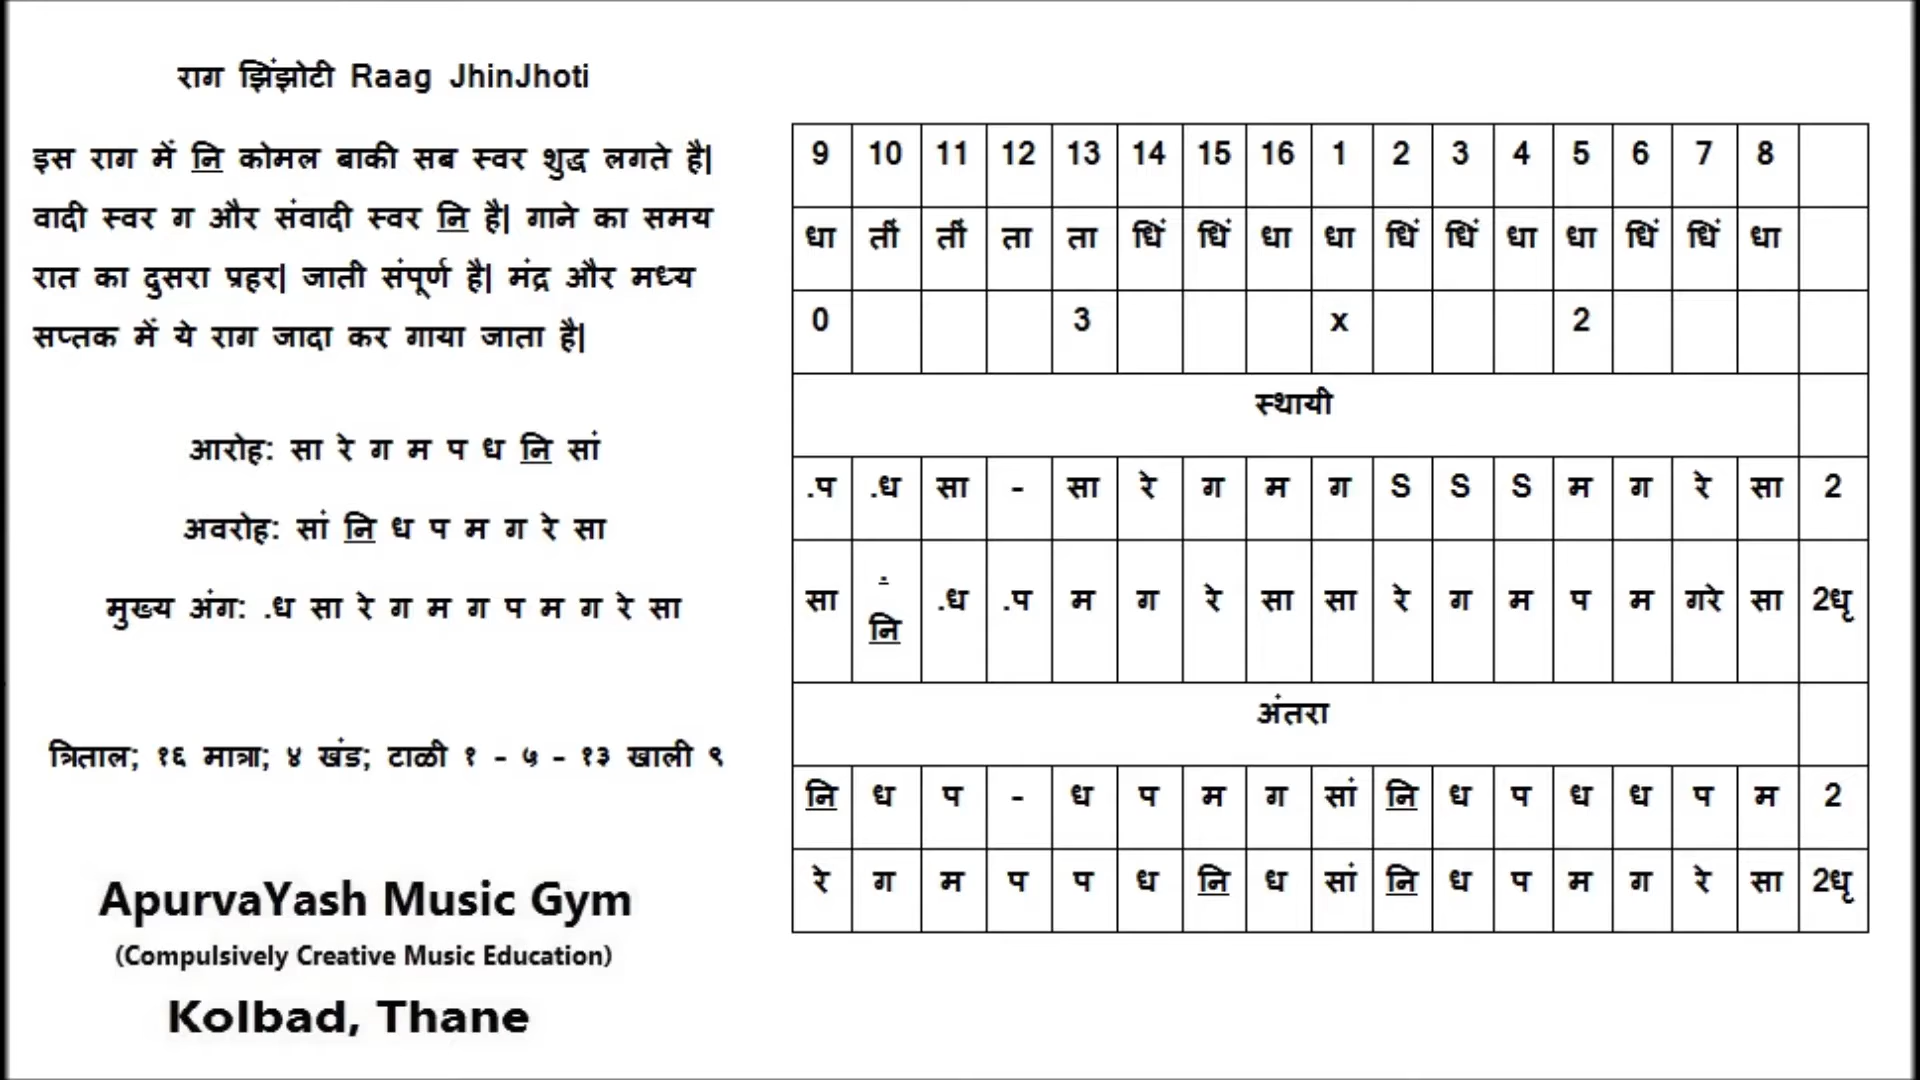 राग झिंझोटी Raag JhinJhoti
इस राग में नि॒ कोमल बाकी सब स्वर शुद्ध लगते है|
वादी स्वर ग और संवादी स्वर नि॒ है| गाने का समय
रात का दुसरा प्रहर| जाती संपूर्ण है| मंद्र और मध्य
सप्तक में ये राग जादा कर गाया जाता है|
आरोह: सा रे ग म प ध नि॒ सां
अवरोह: सां नि॒ ध प म ग रे सा
मुख्य अंग: .ध सा रे ग म ग प म ग रे सा
त्रिताल; १६ मात्रा; ४ खंड; टाळी १ - ५ - १३ खाली ९
ApurvaYash Music Gym
(Compulsively Creative Music Education)
Kolbad, Thane
9 10 11 12 13 14 15 16 1 2 3 4 5 6 7 8
धा तीं तीं ता ता धिं धिं धा धा धिं धिं धा धा धिं धिं धा
0 3 x 2
स्थायी
.प .ध सा - सा रे ग म ग S S S म ग रे सा 2
सा .नि॒ .ध .प म ग रे सा सा रे ग म प म गरे सा 2धृ
अंतरा
नि॒ ध प - ध प म ग सां नि॒ ध प ध ध प म 2
रे ग म प प ध नि॒ ध सां नि॒ ध प म ग रे सा 2धृ